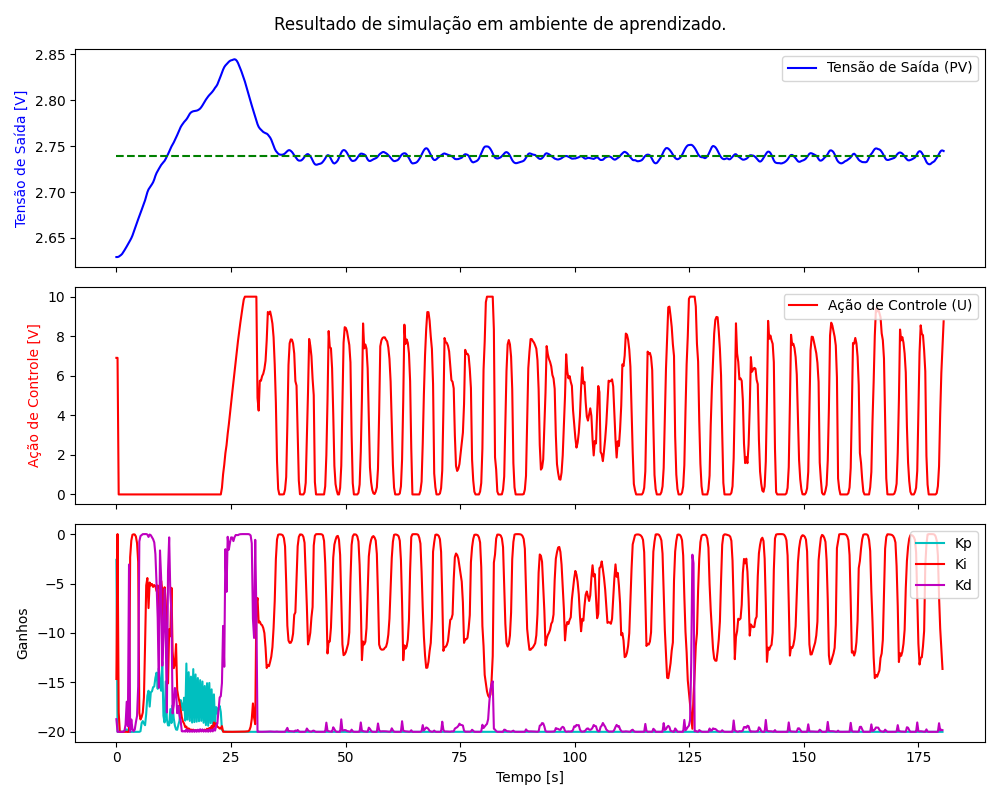 Resultado de simulação em ambiente de aprendizado.
2.85
2.80
2.75
2.70
2.65
Tensão de Saída [V]
Tensão de Saída (PV)
10
8
6
4
2
0
Ação de Controle [V]
Ação de Controle (U)
0
−5
−10
−15
−20
Ganhos
Kp
Ki
Kd
0
25
50
75
100
125
150
175
Tempo [s]